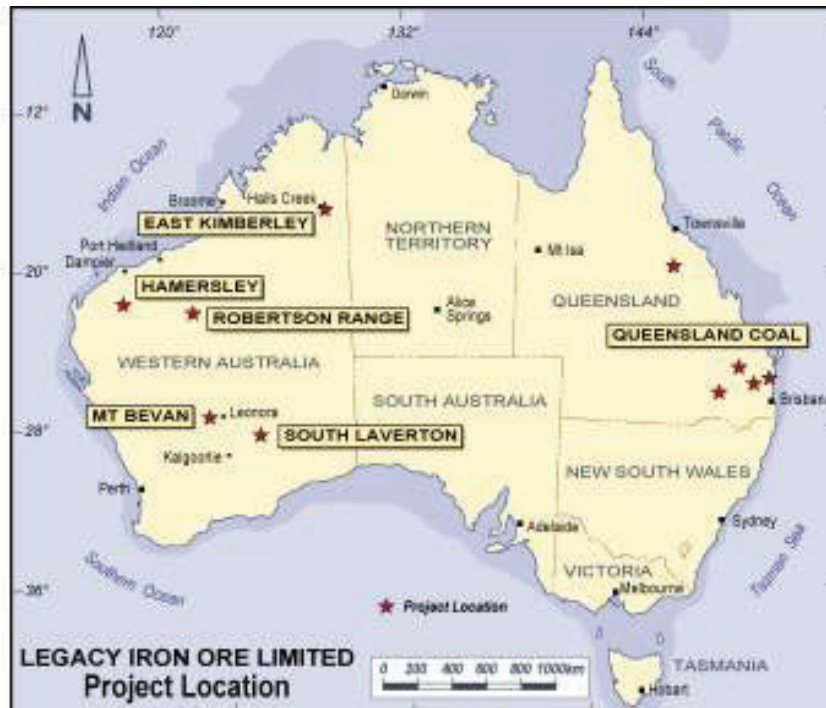 120° 132° 144°
N
Darwin
South
Pacific
Ocean
-12°
Indian Ocean
Broome
Halls Creek
EAST KIMBERLEY
NORTHERN
TERRITORY
Townsville
Port Hedland
Dampier
-20°
Mt Isa
HAMERSLEY
ROBERTSON RANGE
Alice
Springs
QUEENSLAND
QUEENSLAND COAL
WESTERN AUSTRALIA
SOUTH AUSTRALIA
Brisbane
MT BEVAN
Leonora
-28°
SOUTH LAVERTON
Kalgoorlie
NEW SOUTH WALES
Perth
Adelaide
Sydney
Tasman Sea
Southern Ocean
VICTORIA
Melbourne
-36°
Project Location
LEGACY IRON ORE LIMITED
Project Location
0 200 400 600 800 1000km
TASMANIA
Hobart